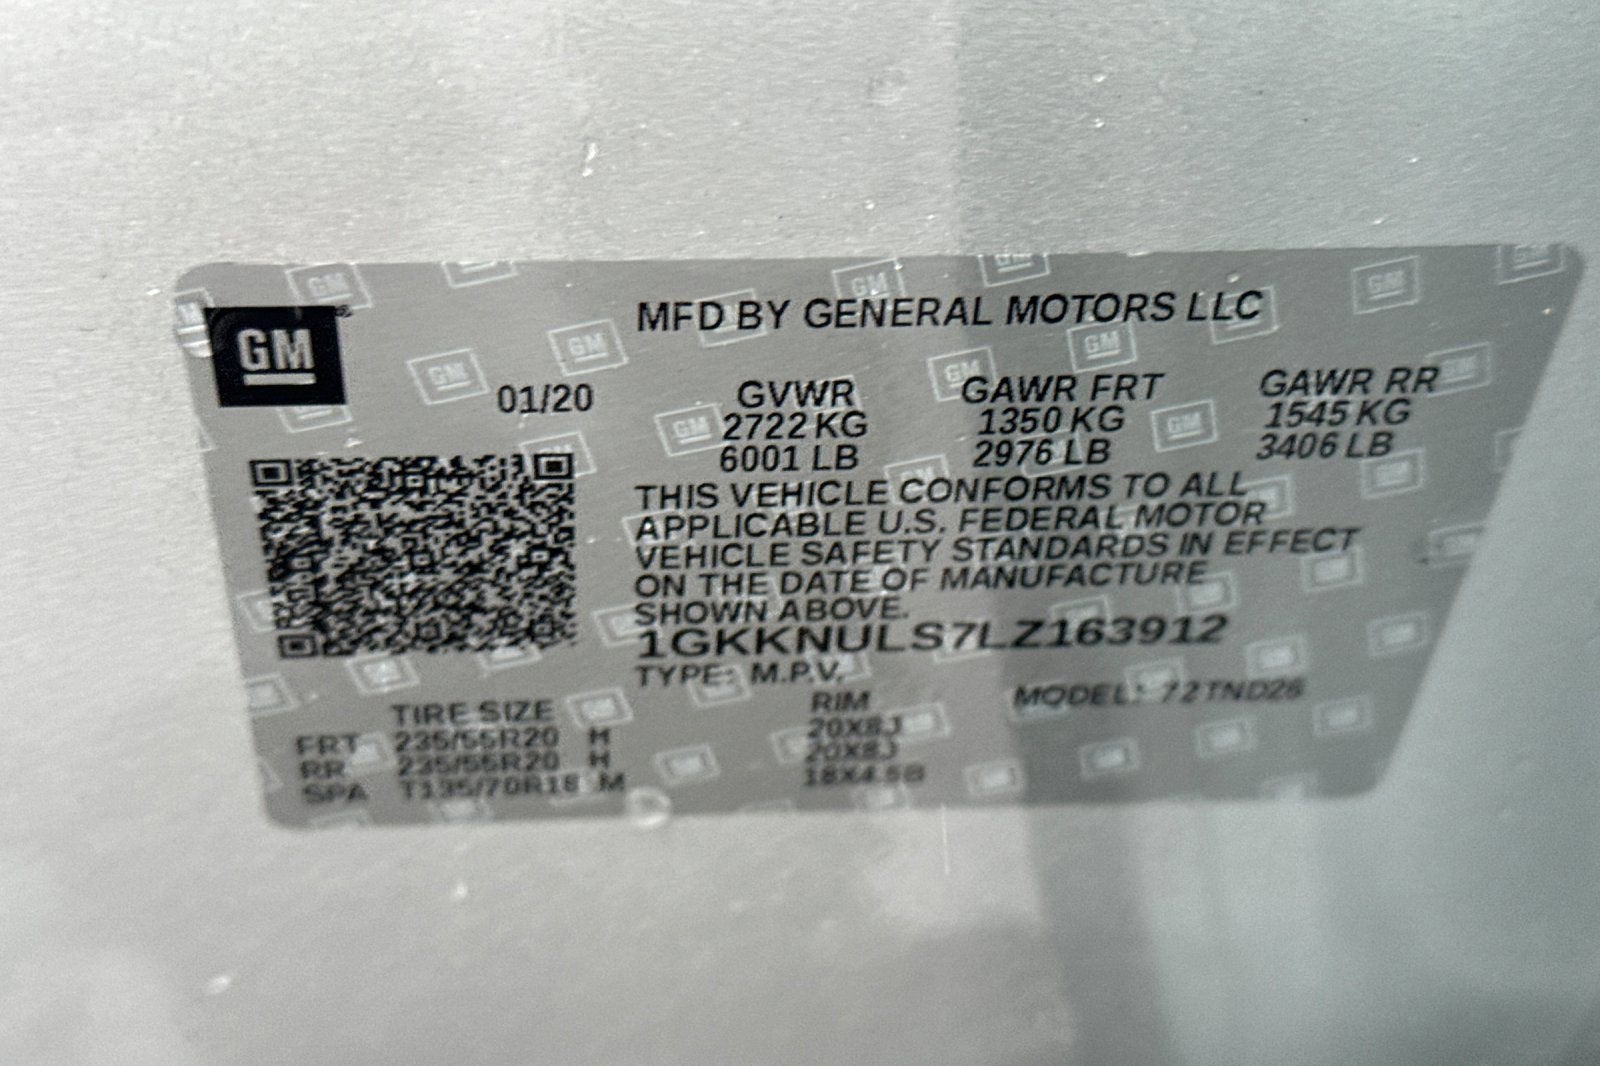 GM
MFD BY GENERAL MOTORS LLC
01/20
GVWR GAWR FRT GAWR RR
2722 KG 1350 KG 1545 KG
6001 LB 2976 LB 3406 LB
THIS VEHICLE CONFORMS TO ALL
APPLICABLE U.S. FEDERAL MOTOR
VEHICLE SAFETY STANDARDS IN EFFECT
ON THE DATE OF MANUFACTURE
SHOWN ABOVE.
1GKKNULS7LZ163912
TYPE: M.P.V.
MODEL: 72TND26
TIRE SIZE RIM
FRT 235/55R20 H 20X8J
RR 235/55R20 H 20X8J
SPA T135/70R18 M 18X4.5B